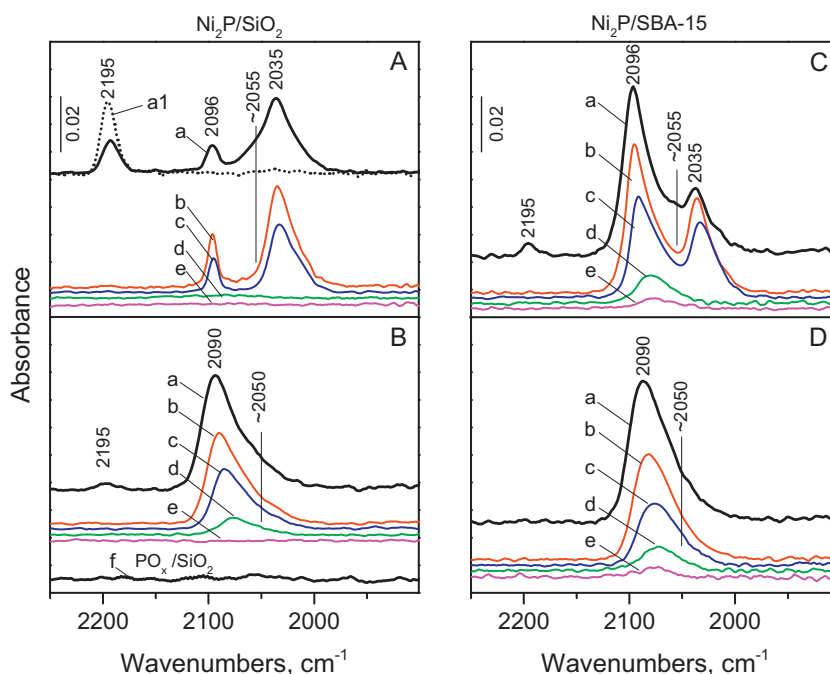 Ni₂P/SiO₂
Ni₂P/SBA-15
Absorbance
A
0.02
2195
a1
a
2096
~2055
2035
b
c
d
e
B
2195
2090
~2050
a
b
c
d
e
f POₓ/SiO₂
2200 2100 2000
Wavenumbers, cm⁻¹
C
0.02
2195
2096
~2055
2035
a
b
c
d
e
D
2090
~2050
a
b
c
d
e
2200 2100 2000
Wavenumbers, cm⁻¹